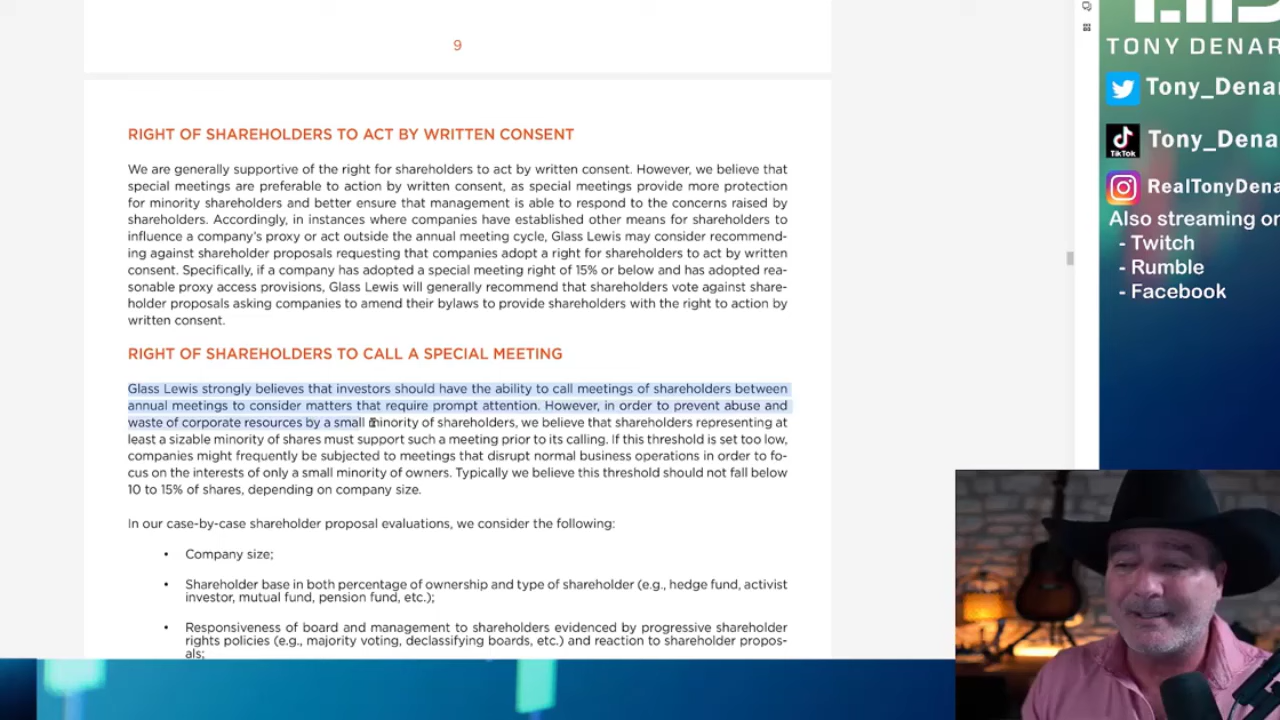 9
TONY DENAR
Tony_Dena
Tony_Dena
TikTok
RealTonyDena
Also streaming on
- Twitch
- Rumble
- Facebook
RIGHT OF SHAREHOLDERS TO ACT BY WRITTEN CONSENT
We are generally supportive of the right for shareholders to act by written consent. However, we believe that
special meetings are preferable to action by written consent, as special meetings provide more protection
for minority shareholders and better ensure that management is able to respond to the concerns raised by
shareholders. Accordingly, in instances where companies have established other means for shareholders to
influence a company's proxy or act outside the annual meeting cycle, Glass Lewis may consider recommend-
ing against shareholder proposals requesting that companies adopt a right for shareholders to act by written
consent. Specifically, if a company has adopted a special meeting right of 15% or below and has adopted rea-
sonable proxy access provisions, Glass Lewis will generally recommend that shareholders vote against share-
holder proposals asking companies to amend their bylaws to provide shareholders with the right to action by
written consent.
RIGHT OF SHAREHOLDERS TO CALL A SPECIAL MEETING
Glass Lewis strongly believes that investors should have the ability to call meetings of shareholders between
annual meetings to consider matters that require prompt attention. However, in order to prevent abuse and
waste of corporate resources by a small minority of shareholders, we believe that shareholders representing at
least a sizable minority of shares must support such a meeting prior to its calling. If this threshold is set too low,
companies might frequently be subjected to meetings that disrupt normal business operations in order to fo-
cus on the interests of only a small minority of owners. Typically we believe this threshold should not fall below
10 to 15% of shares, depending on company size.
In our case-by-case shareholder proposal evaluations, we consider the following:
• Company size;
• Shareholder base in both percentage of ownership and type of shareholder (e.g., hedge fund, activist
investor, mutual fund, pension fund, etc.);
• Responsiveness of board and management to shareholders evidenced by progressive shareholder
rights policies (e.g., majority voting, declassifying boards, etc.) and reaction to shareholder propos-
als;